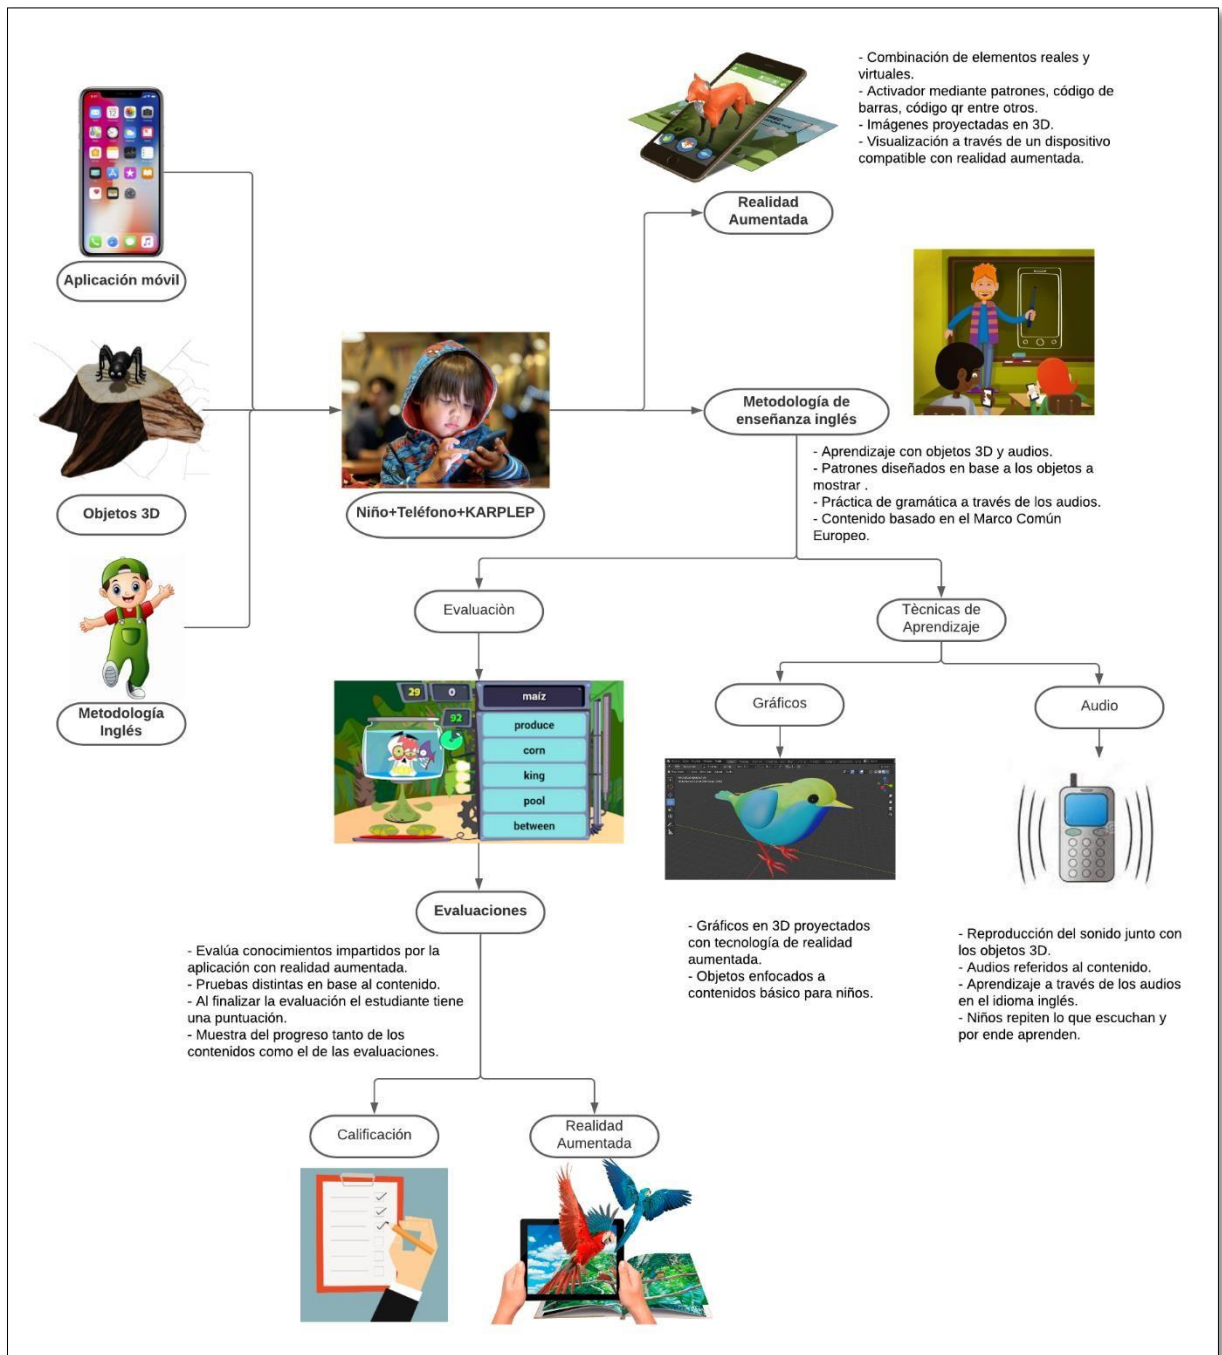 - Combinación de elementos reales y
virtuales.
- Activador mediante patrones, código de
barras, código qr entre otros.
- Imágenes proyectadas en 3D.
- Visualización a través de un dispositivo
compatible con realidad aumentada.
Realidad
Aumentada
Aplicación móvil
Metodología de
enseñanza inglés
- Aprendizaje con objetos 3D y audios.
- Patrones diseñados en base a los objetos a
mostrar .
- Práctica de gramática a través de los audios.
- Contenido basado en el Marco Común
Europeo.
Objetos 3D
Niño+Teléfono+KARPLEP
Metodología
Inglés
Evaluaciòn
Tècnicas de
Aprendizaje
29
0
92
maíz
produce
corn
king
pool
between
Gráficos
Audio
Evaluaciones
- Evalúa conocimientos impartidos por la
aplicación con realidad aumentada.
- Pruebas distintas en base al contenido.
- Al finalizar la evaluación el estudiante tiene
una puntuación.
- Muestra del progreso tanto de los
contenidos como el de las evaluaciones.
- Gráficos en 3D proyectados
con tecnología de realidad
aumentada.
- Objetos enfocados a
contenidos básico para niños.
- Reproducción del sonido junto con
los objetos 3D.
- Audios referidos al contenido.
- Aprendizaje a través de los audios
en el idioma inglés.
- Niños repiten lo que escuchan y
por ende aprenden.
Calificación
Realidad
Aumentada